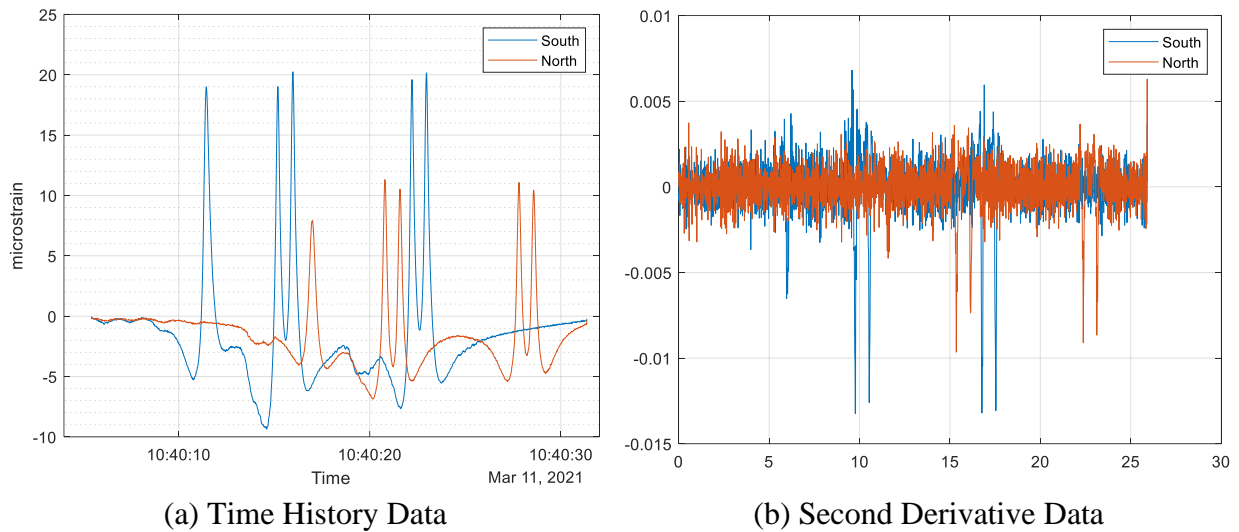 25
20
15
10
5
0
-5
-10
microstrain
South
North
10:40:10
10:40:20
10:40:30
Time
Mar 11, 2021
(a) Time History Data
0.01
0.005
0
-0.005
-0.01
-0.015
South
North
0
5
10
15
20
25
30
(b) Second Derivative Data